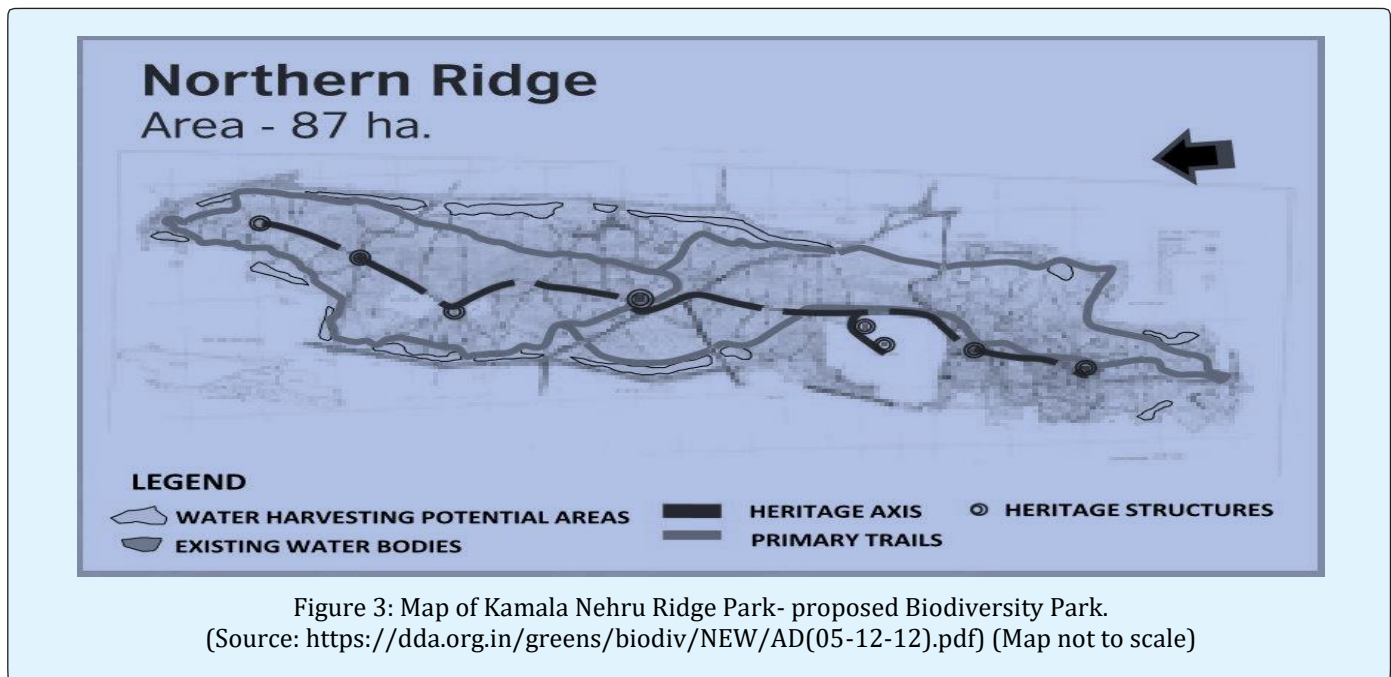 Northern Ridge
Area - 87 ha.
LEGEND
WATER HARVESTING POTENTIAL AREAS
EXISTING WATER BODIES
HERITAGE AXIS
PRIMARY TRAILS
HERITAGE STRUCTURES
Figure 3: Map of Kamala Nehru Ridge Park- proposed Biodiversity Park.
(Source: https://dda.org.in/greens/biodiv/NEW/AD(05-12-12).pdf) (Map not to scale)